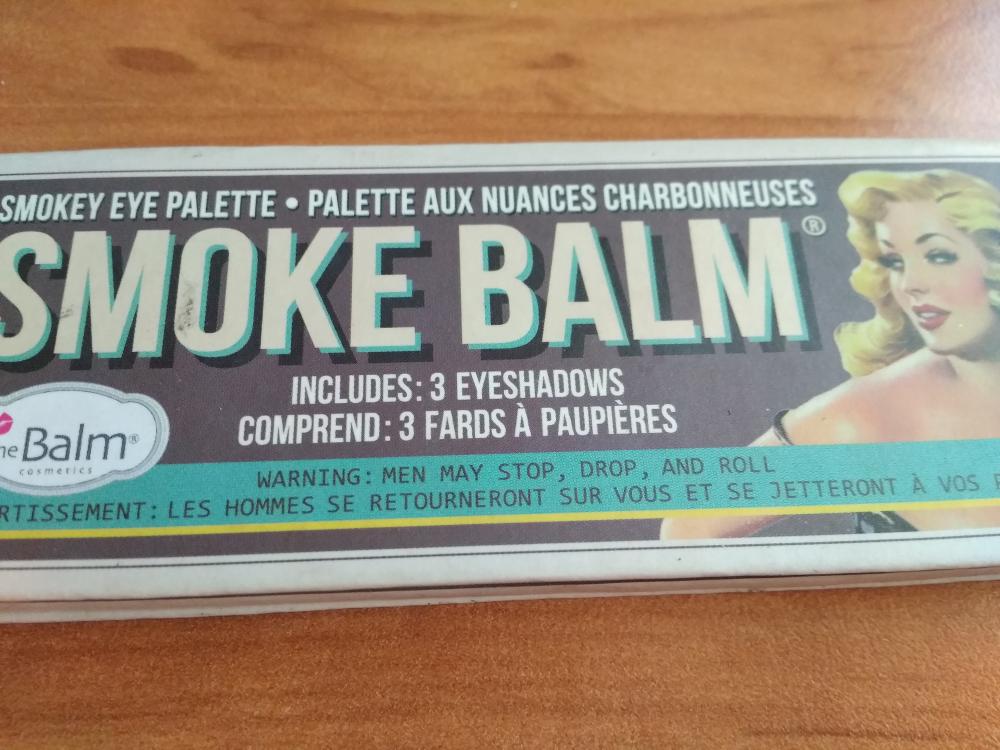 SMOKEY EYE PALETTE • PALETTE AUX NUANCES CHARBONNEUSES
SMOKE BALM®
INCLUDES: 3 EYESHADOWS
COMPREND: 3 FARDS À PAUPIÈRES
Balm®
cosmetics
WARNING: MEN MAY STOP, DROP, AND ROLL
LES HOMMES SE RETOURNERONT SUR VOUS ET SE JETTERONT À VOS